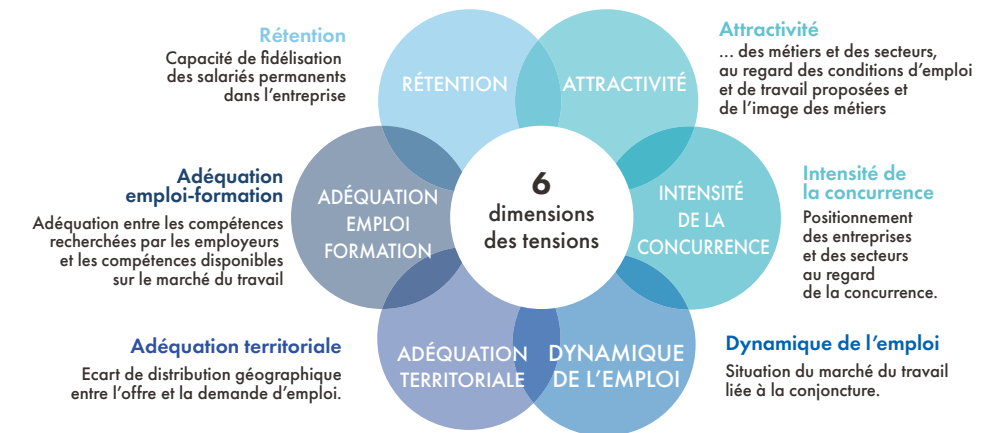 Rétention
Capacité de fidélisation
des salariés permanents
dans l'entreprise
Adéquation
emploi-formation
Adéquation entre les compétences
recherchées par les employeurs
et les compétences disponibles
sur le marché du travail
Adéquation territoriale
Ecart de distribution géographique
entre l'offre et la demande d'emploi.
RÉTENTION
ATTRACTIVITÉ
ADÉQUATION
EMPLOI
FORMATION
6
dimensions
des tensions
INTENSITÉ
DE LA
CONCURRENCE
ADÉQUATION
TERRITORIALE
DYNAMIQUE
DE L'EMPLOI
Attractivité
... des métiers et des secteurs,
au regard des conditions d'emploi
et de travail proposées et
de l'image des métiers
Intensité de
la concurrence
Positionnement
des entreprises
et des secteurs
au regard
de la concurrence.
Dynamique de l'emploi
Situation du marché du travail
liée à la conjoncture.